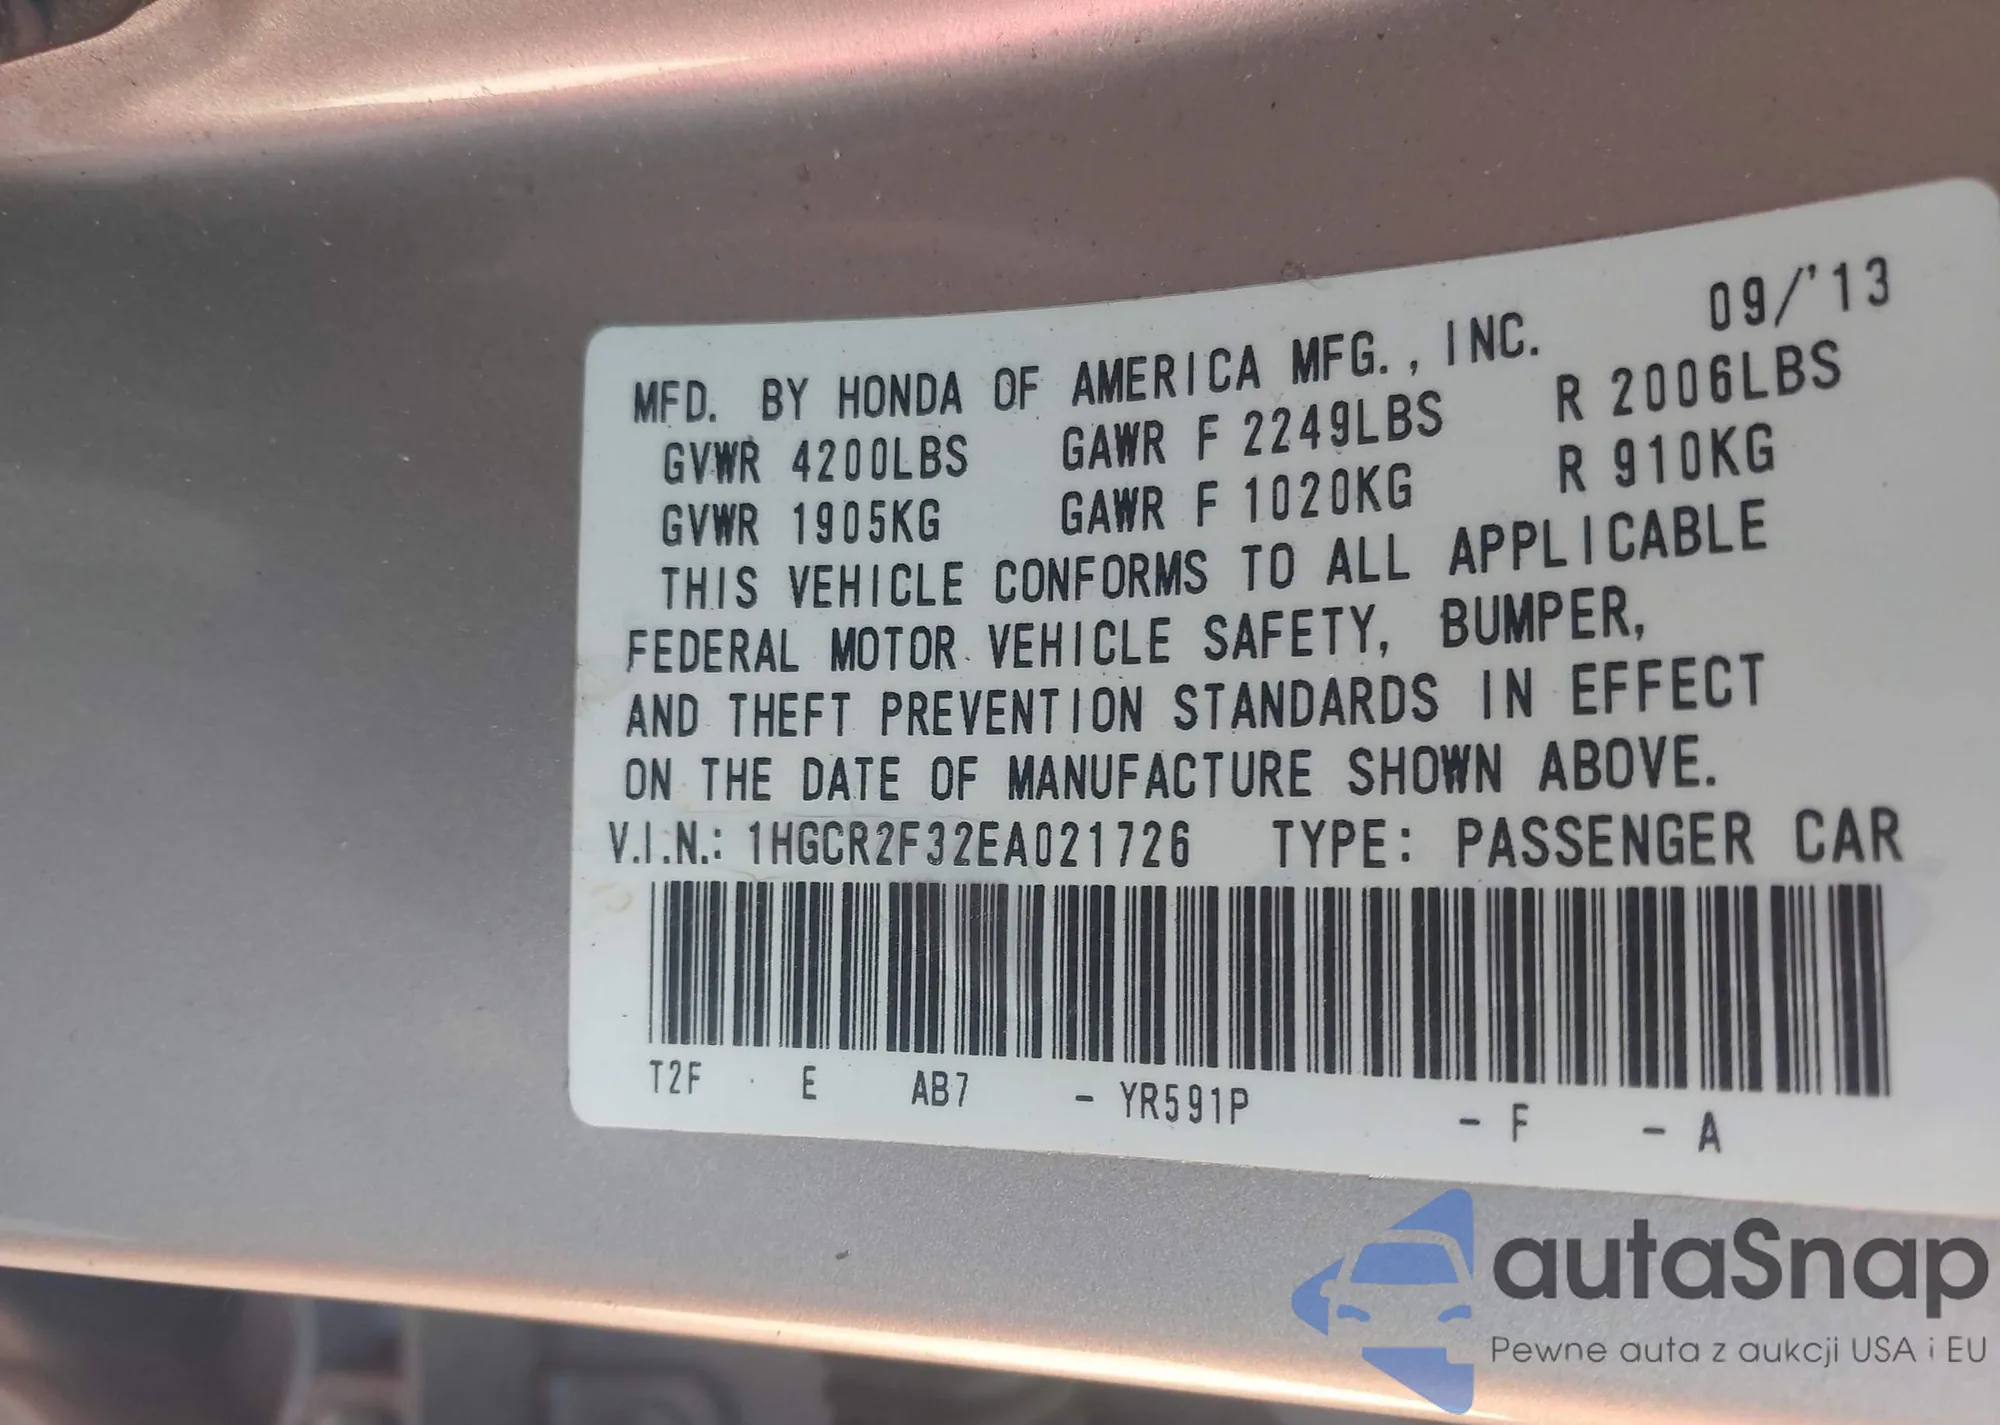 09/'13
MFD. BY HONDA OF AMERICA MFG., INC.
GVWR 4200LBS GAWR F 2249LBS R 2006LBS
GVWR 1905KG GAWR F 1020KG R 910KG
THIS VEHICLE CONFORMS TO ALL APPLICABLE
FEDERAL MOTOR VEHICLE SAFETY, BUMPER,
AND THEFT PREVENTION STANDARDS IN EFFECT
ON THE DATE OF MANUFACTURE SHOWN ABOVE.
V.I.N.: 1HGCR2F32EA021726 TYPE: PASSENGER CAR
T2F E AB7 - YR591P - F - A
autaSnap
Pewne auta z aukcji USA i EU